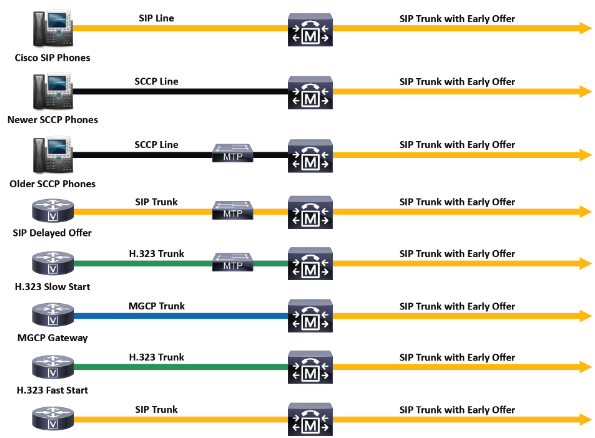 SIP Line SIP Trunk with Early Offer
M
Cisco SIP Phones
SCCP Line SIP Trunk with Early Offer
M
Newer SCCP Phones
SCCP Line SIP Trunk with Early Offer
MTP M
Older SCCP Phones
SIP Trunk SIP Trunk with Early Offer
V MTP M
SIP Delayed Offer
H.323 Trunk SIP Trunk with Early Offer
V MTP M
H.323 Slow Start
MGCP Trunk SIP Trunk with Early Offer
V M
MGCP Gateway
H.323 Trunk SIP Trunk with Early Offer
V M
H.323 Fast Start
SIP Trunk SIP Trunk with Early Offer
V M